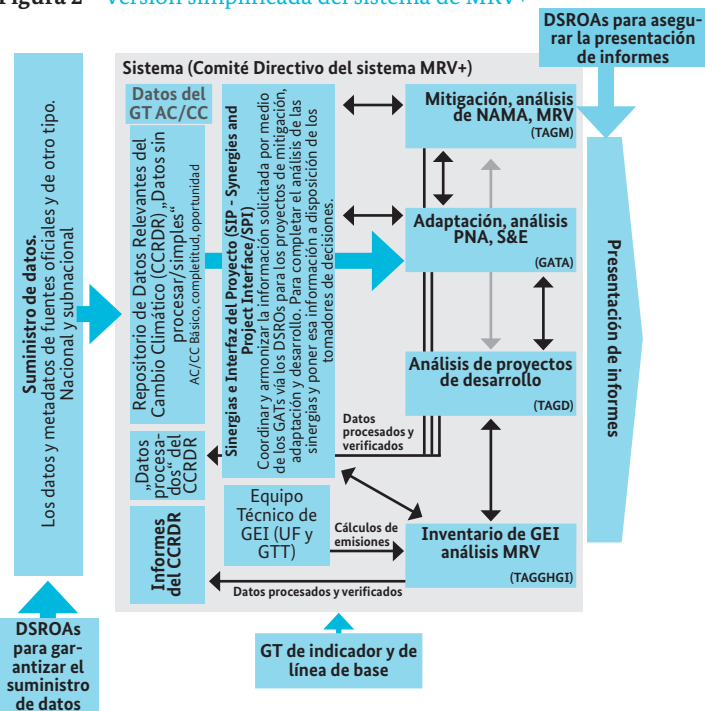 Figura 2 Versión simplificada del sistema de MRV+
DSROAs para asegu-
rar la presentación
de informes
Sistema (Comité Directivo del sistema MRV+)
Suministro de datos.
Los datos y metadatos de fuentes oficiales y de otro tipo.
Nacional y subnacional
Datos del
GT AC/CC
Repositorio de Datos Relevantes del
Cambio Climático (CCRDR) „Datos sin
procesar/simples“
AC/CC Básico, completitud, oportunidad
Sinergias e Interfaz del Proyecto (SIP - Synergies and
Project Interface/SPI)
Coordinar y armonizar la información solicitada por medio
de los GATs vía los DSROs para los proyectos de mitigación,
adaptación y desarrollo. Para completar el análisis de las
sinergias y poner esa información a disposición de los
tomadores de decisiones.
Mitigación, análisis
de NAMA, MRV
(TAGM)
Adaptación, análisis
PNA, S&E
(GATA)
Análisis de proyectos
de desarrollo
(TAGD)
Presentación de informes
Datos
procesados y
verificados
„Datos
procesa-
dos“ del
CCRDR
Equipo
Técnico de
GEI (UF y
GTT)
Cálculos de
emisiones
Inventario de GEI
análisis MRV
(TAGGHGI)
Informes
del CCRDR
Datos procesados y verificados
DSROAs
para gar-
antizar el
suministro
de datos
GT de indicador y de
línea de base